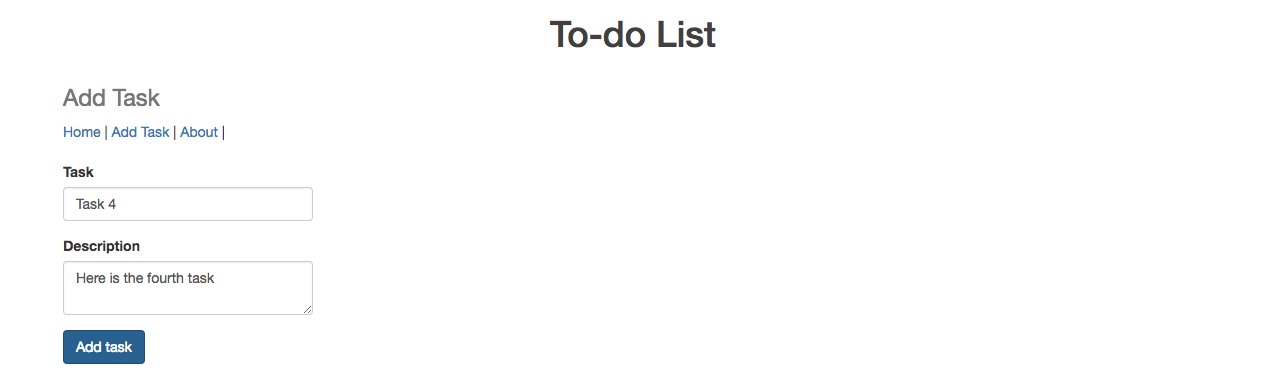 To-do List
Add Task
Home | Add Task | About |
Task
Task 4
Description
Here is the fourth task
Add task